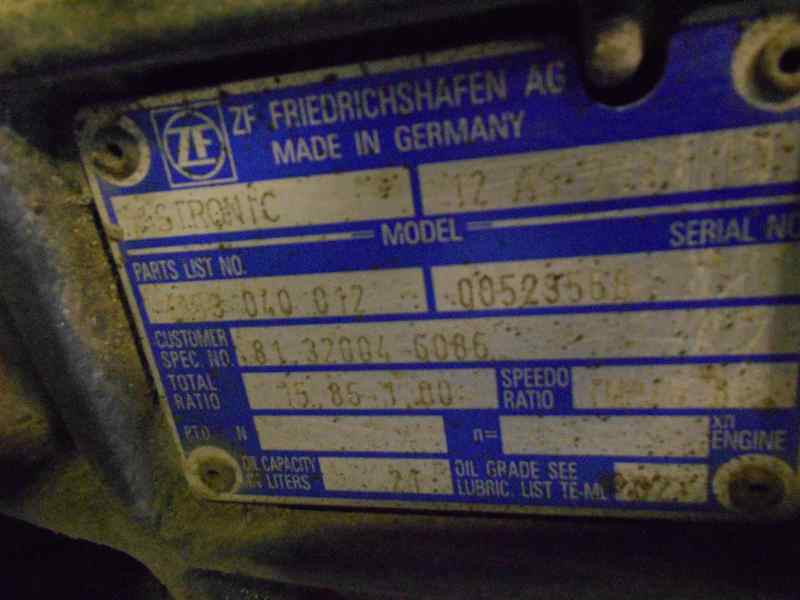 ZF
ZF FRIEDRICHSHAFEN AG
MADE IN GERMANY
12
MODEL SERIAL NO
PARTS LIST NO.
040 012
CUSTOMER
SPEC. NO. 81.32004-6086
TOTAL
RATIO 15.85-1.00
SPEEDO
RATIO
P.T.O. N n= X n
ENGINE
OIL CAPACITY
IN LITERS
OIL GRADE SEE
LUBRIC. LIST TE-ML